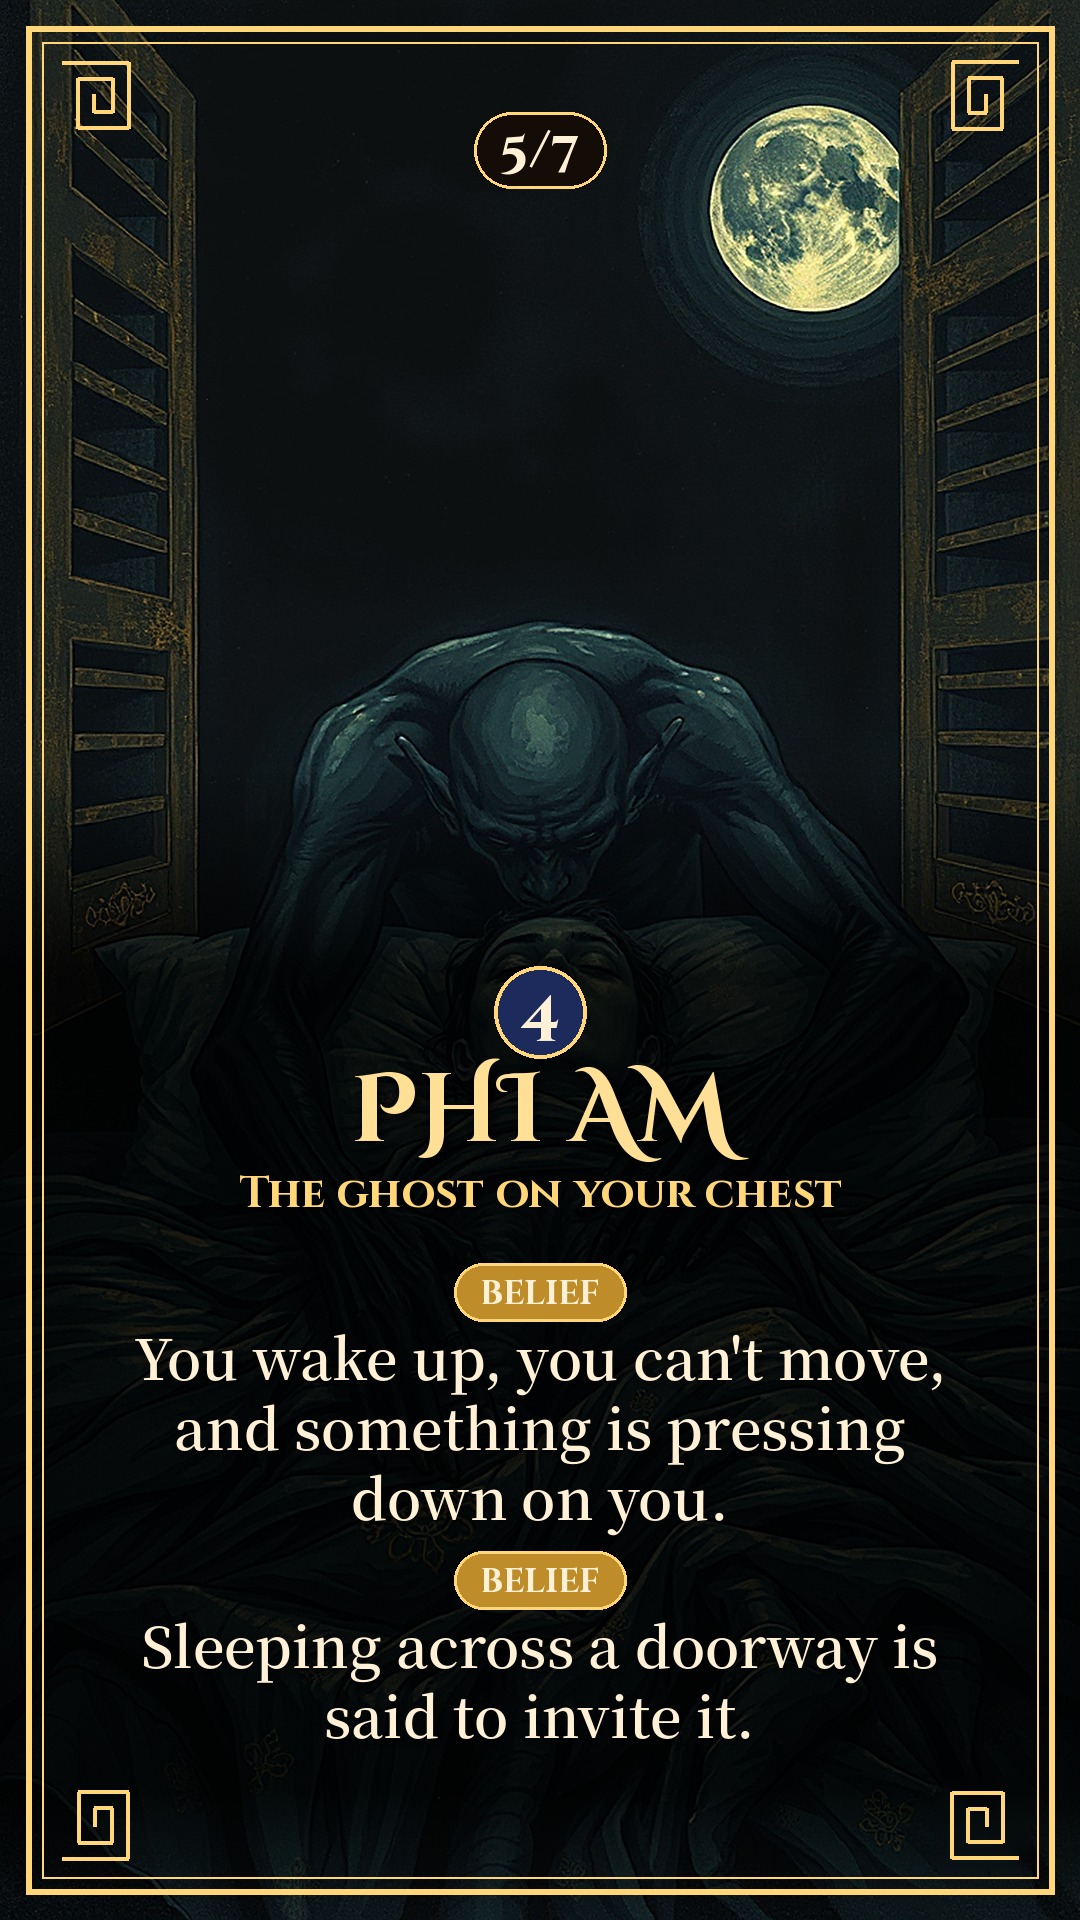 5/7
4
PHI AM
The ghost on your chest
BELIEF
You wake up, you can't move,
and something is pressing
down on you.
BELIEF
Sleeping across a doorway is
said to invite it.